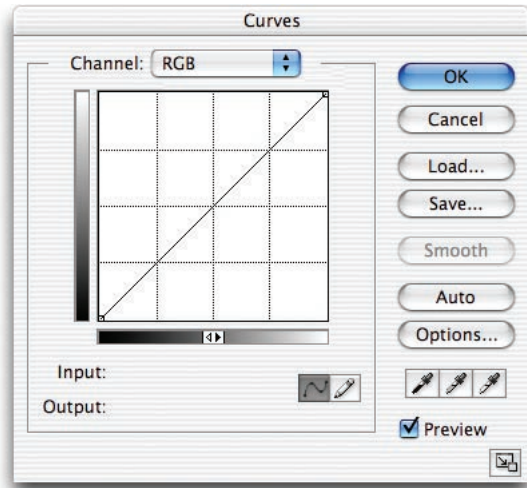 Curves
Channel: RGB
OK
Cancel
Load...
Save...
Smooth
Auto
Options...
Input:
Output:
Preview